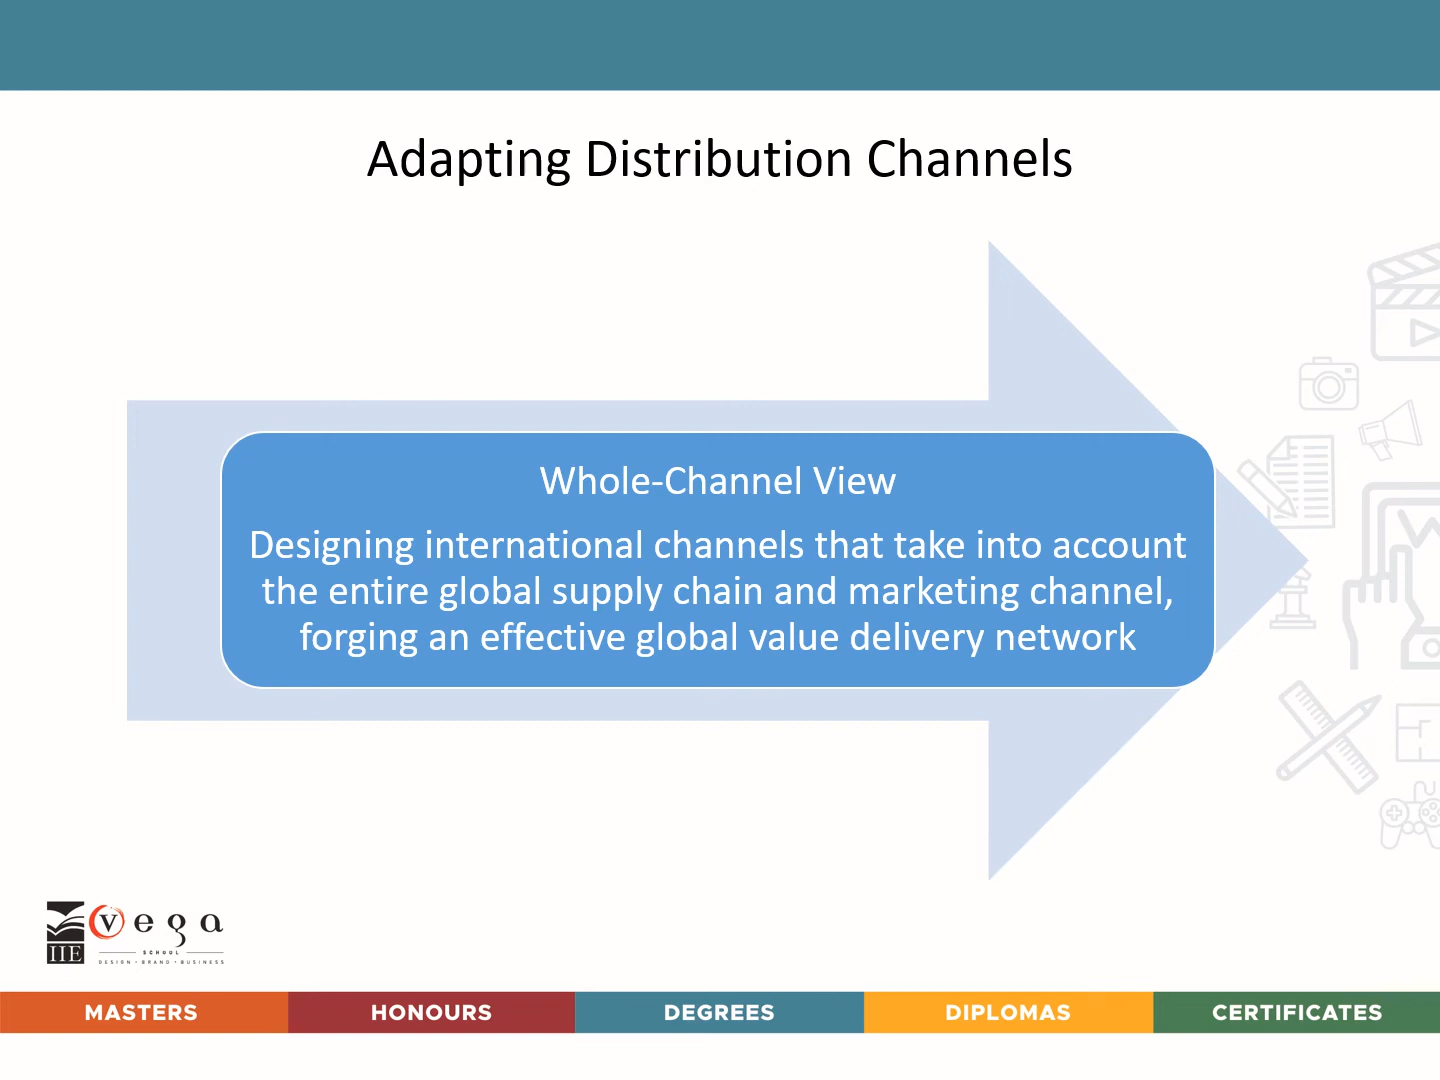 Adapting Distribution Channels
Whole-Channel View
Designing international channels that take into account
the entire global supply chain and marketing channel,
forging an effective global value delivery network
IIE
vega
SCHOOL
DESIGN • BRAND • BUSINESS
MASTERS
HONOURS
DEGREES
DIPLOMAS
CERTIFICATES